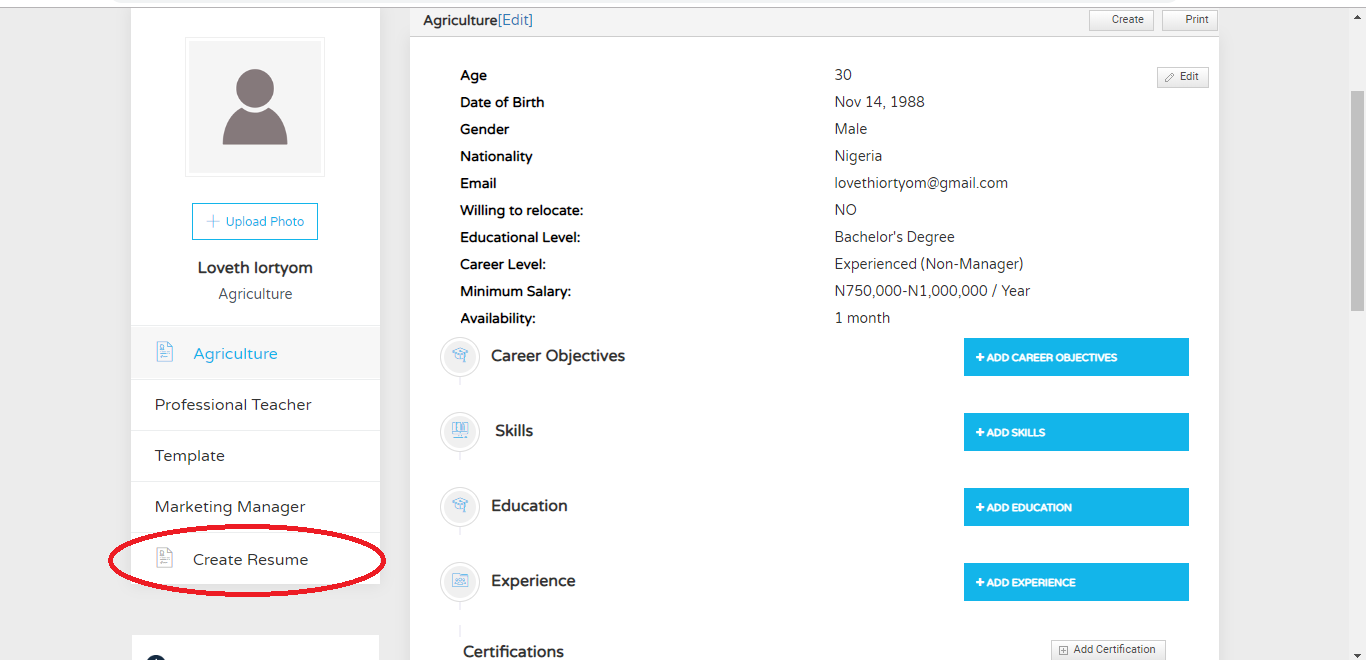 Agriculture[Edit]
Create
Print
Upload Photo
Loveth Iortyom
Agriculture
Agriculture
Professional Teacher
Template
Marketing Manager
Create Resume
Age 30
Edit
Date of Birth Nov 14, 1988
Gender Male
Nationality Nigeria
Email lovethiortyom@gmail.com
Willing to relocate: NO
Educational Level: Bachelor's Degree
Career Level: Experienced (Non-Manager)
Minimum Salary: N750,000-N1,000,000 / Year
Availability: 1 month
Career Objectives
+ ADD CAREER OBJECTIVES
Skills
+ ADD SKILLS
Education
+ ADD EDUCATION
Experience
+ ADD EXPERIENCE
Certifications
Add Certification